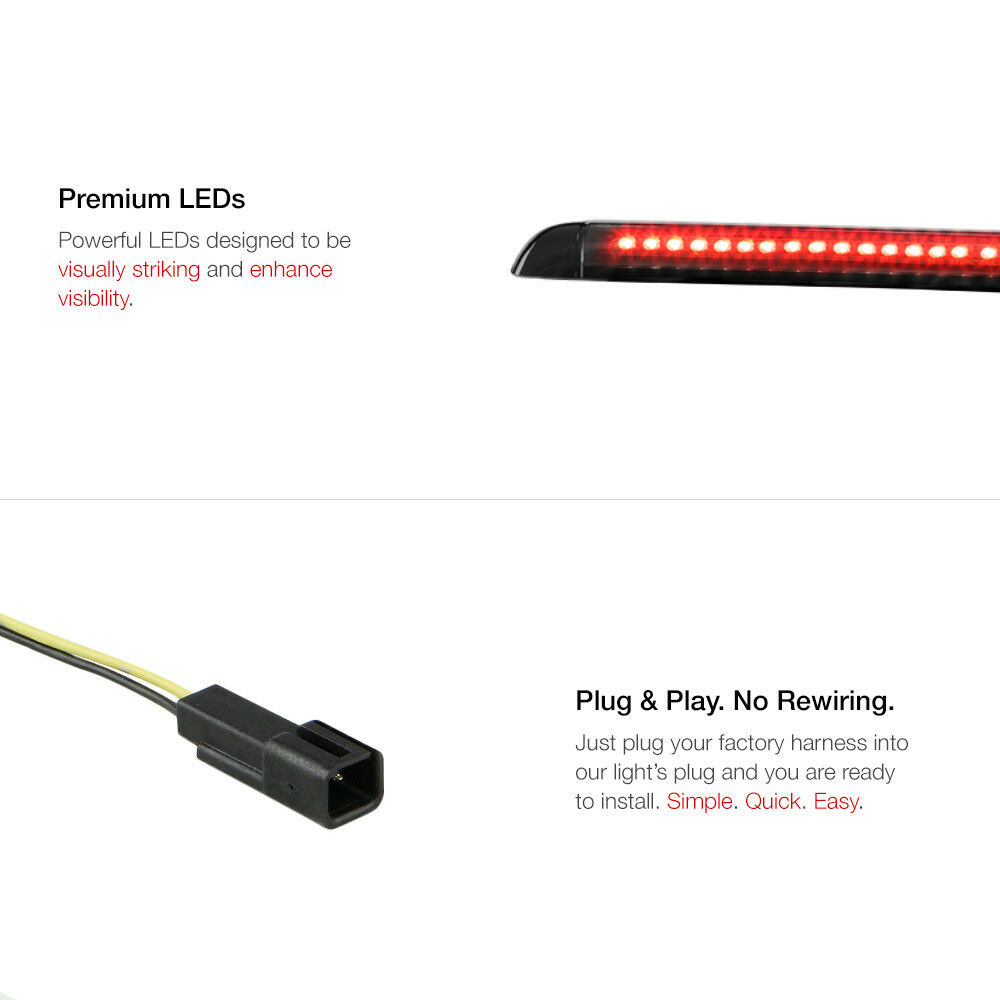 Premium LEDs
Powerful LEDs designed to be
visually striking and enhance
visibility.
Plug & Play. No Rewiring.
Just plug your factory harness into
our light's plug and you are ready
to install. Simple. Quick. Easy.